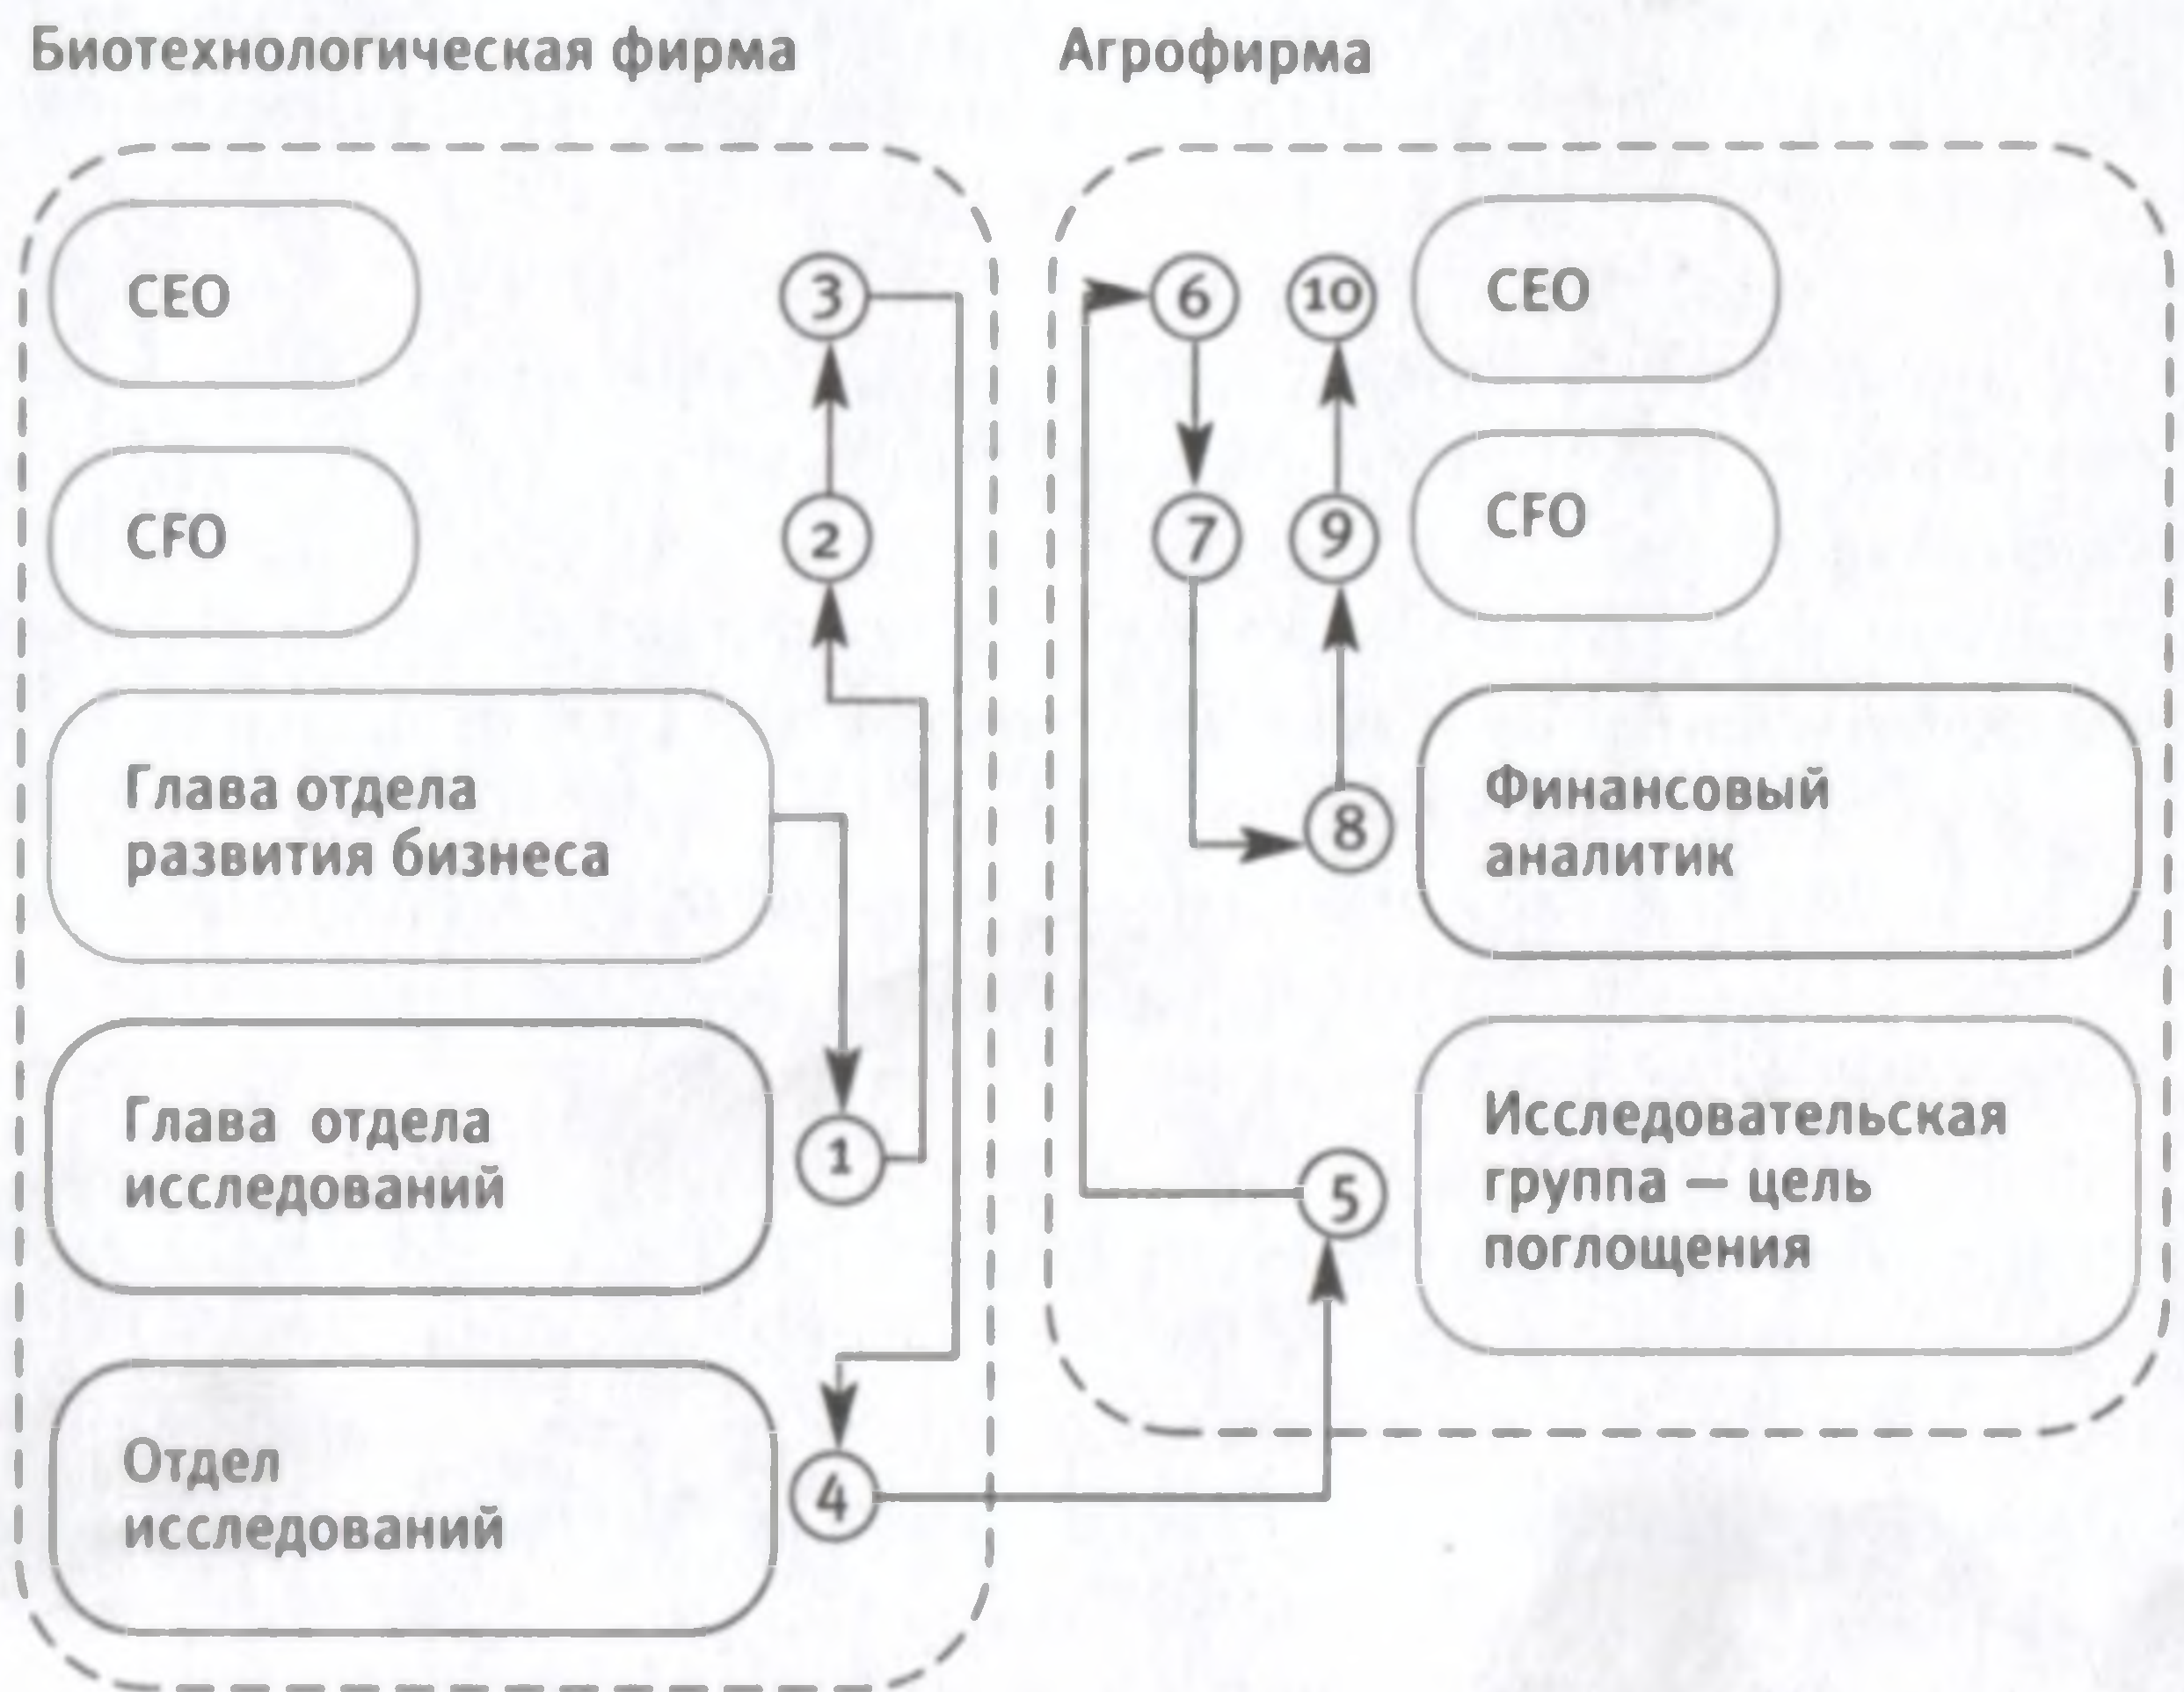 Биотехнологическая фирма
Агрофирма
CEO
3
6
10
CEO
CFO
2
7
9
CFO
Глава отдела
развития бизнеса
8
Финансовый
аналитик
Глава отдела
исследований
1
5
Исследовательская
группа — цель
поглощения
Отдел
исследований
4